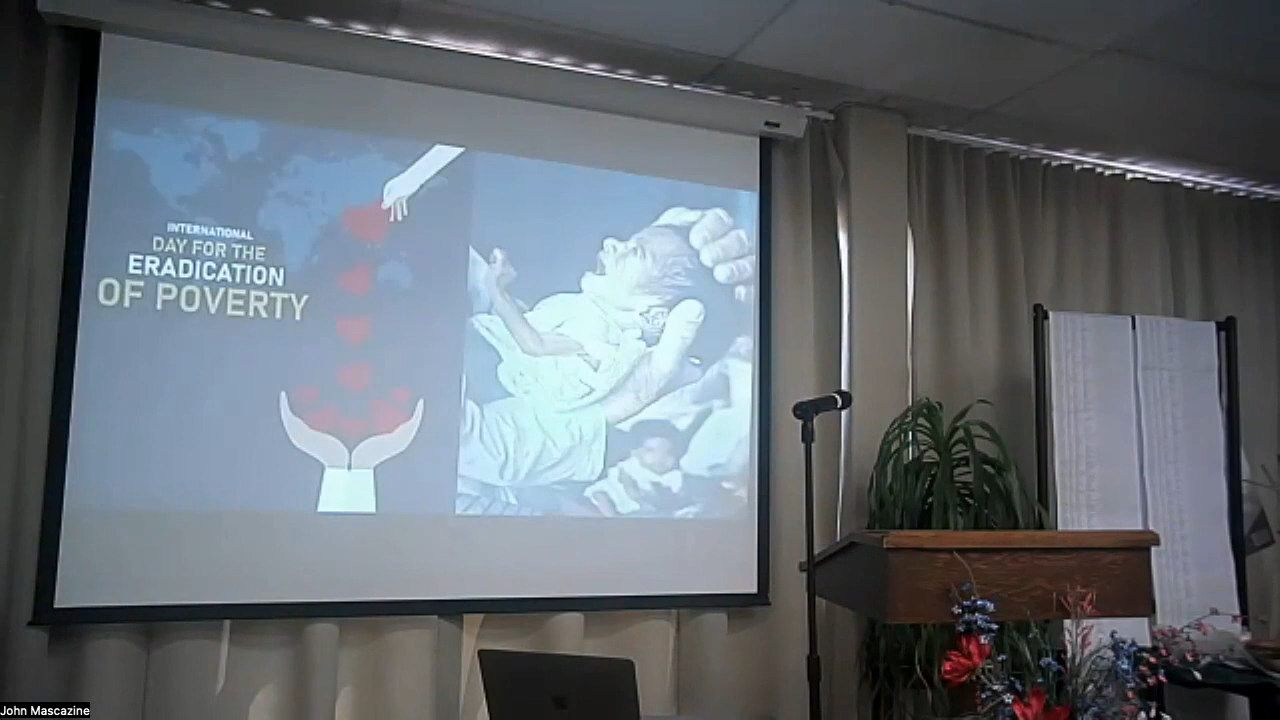 INTERNATIONAL
DAY FOR THE
ERADICATION
OF POVERTY
John Mascazine